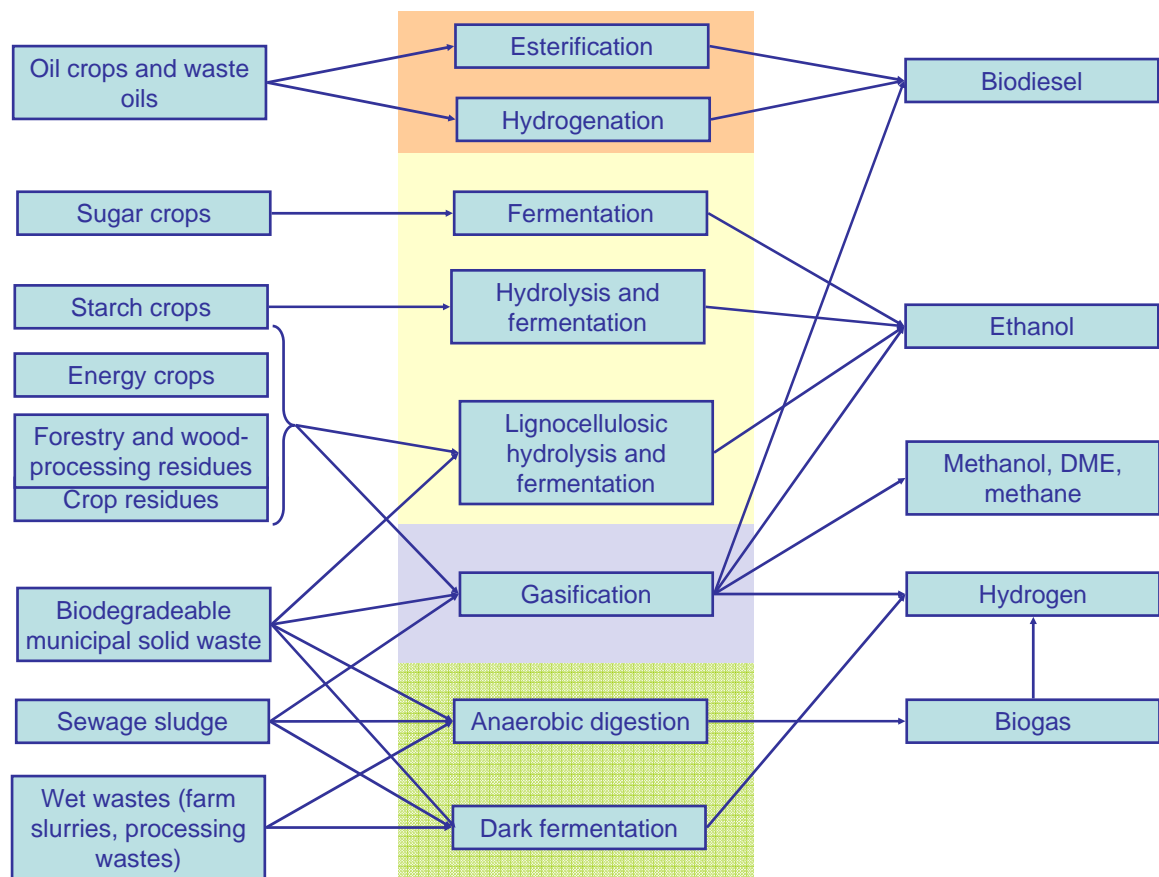 Oil crops and waste
oils
Esterification
Hydrogenation
Biodiesel
Sugar crops
Fermentation
Starch crops
Hydrolysis and
fermentation
Ethanol
Energy crops
Forestry and wood-
processing residues
Crop residues
Lignocellulosic
hydrolysis and
fermentation
Methanol, DME,
methane
Biodegradeable
municipal solid waste
Gasification
Hydrogen
Sewage sludge
Anaerobic digestion
Biogas
Wet wastes (farm
slurries, processing
wastes)
Dark fermentation